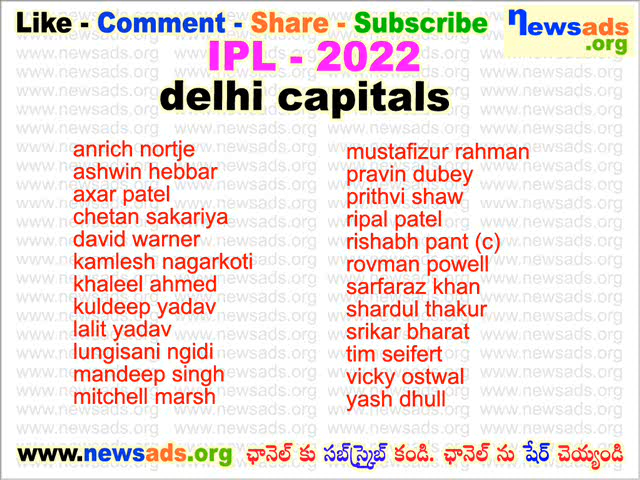 Like - Comment - Share - Subscribe
newsads
.org
IPL - 2022
delhi capitals
anrich nortje
ashwin hebbar
axar patel
chetan sakariya
david warner
kamlesh nagarkoti
khaleel ahmed
kuldeep yadav
lalit yadav
lungisani ngidi
mandeep singh
mitchell marsh
mustafizur rahman
pravin dubey
prithvi shaw
ripal patel
rishabh pant (c)
rovman powell
sarfaraz khan
shardul thakur
srikar bharat
tim seifert
vicky ostwal
yash dhull
www.newsads.org ఛానెల్ కు సబ్‌స్క్రైబ్ కండి. ఛానెల్ ను షేర్ చెయ్యండి